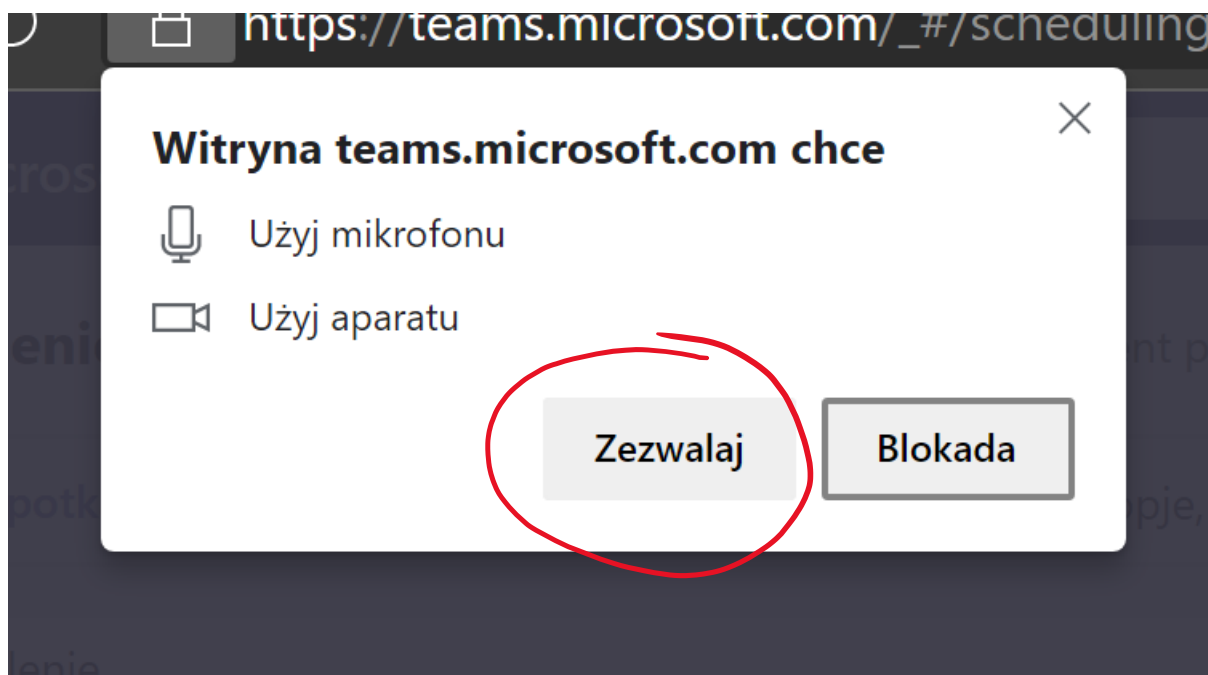 https://teams.microsoft.com/_#/scheduling
Witryna teams.microsoft.com chce
Użyj mikrofonu
Użyj aparatu
Zezwalaj
Blokada